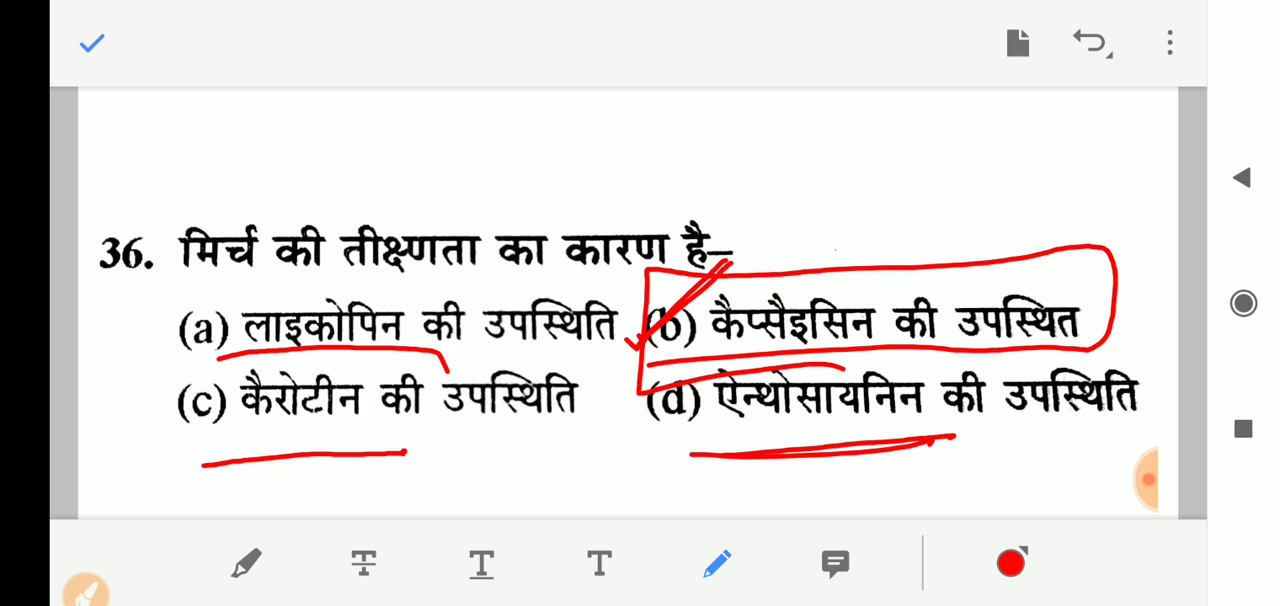 36. मिर्च की तीक्ष्णता का कारण है–
(a) लाइकोपिन की उपस्थिति (b) कैप्सैइसिन की उपस्थित
(c) कैरोटीन की उपस्थिति (d) ऐन्थोसायनिन की उपस्थिति
T T T